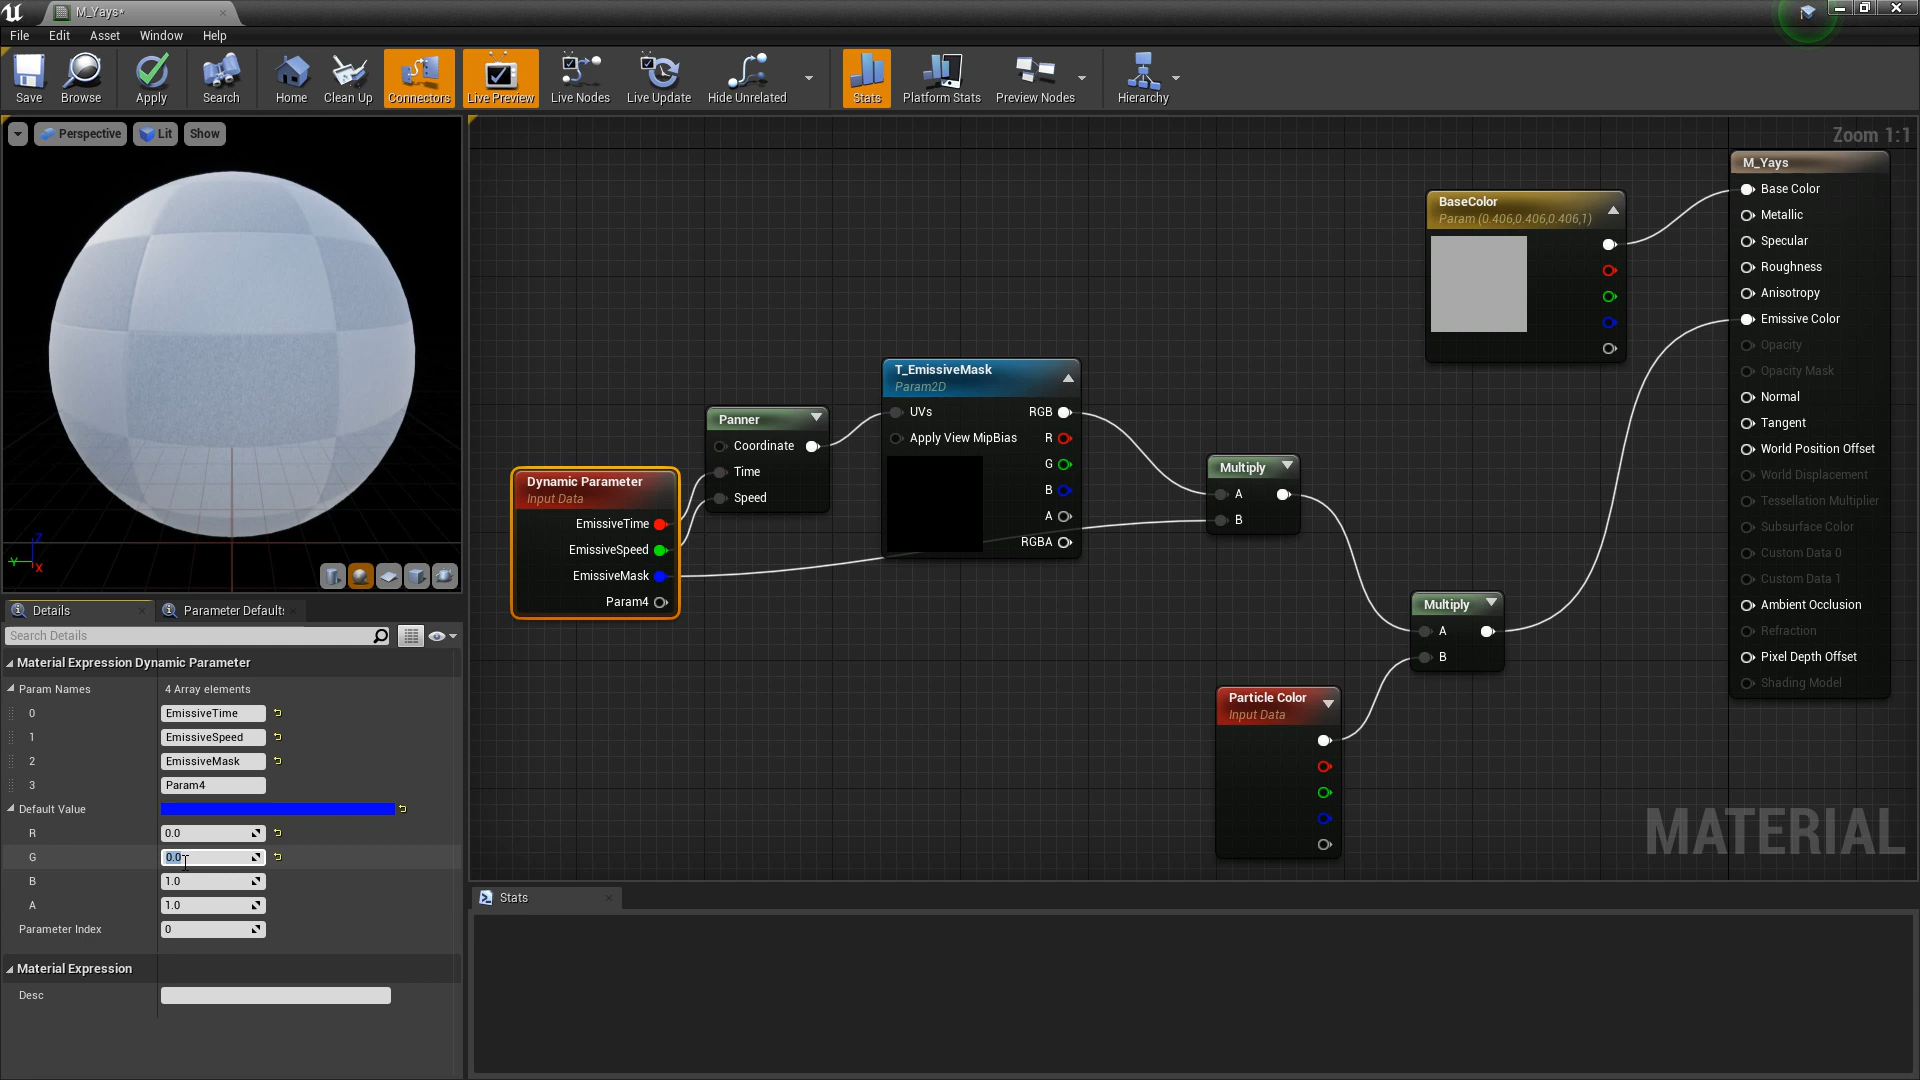 M_Yays*
File Edit Asset Window Help
Save Browse Apply Search Home Clean Up Connectors Live Preview Live Nodes Live Update Hide Unrelated Stats Platform Stats Preview Nodes Hierarchy
Perspective Lit Show
Zoom 1:1
M_Yays
Base Color
Metallic
Specular
Roughness
Anisotropy
Emissive Color
Opacity
Opacity Mask
Normal
Tangent
World Position Offset
World Displacement
Tessellation Multiplier
Subsurface Color
Custom Data 0
Custom Data 1
Ambient Occlusion
Refraction
Pixel Depth Offset
Shading Model
BaseColor
Param (0.406,0.406,0.406,1)
T_EmissiveMask
Param2D
UVs RGB
Apply View MipBias R
G
B
A
RGBA
Panner
Coordinate
Time
Speed
Dynamic Parameter
Input Data
EmissiveTime
EmissiveSpeed
EmissiveMask
Param4
Multiply
A
B
Multiply
A
B
Particle Color
Input Data
MATERIAL
Z
Y
X
Details Parameter Defaults
Search Details
Material Expression Dynamic Parameter
Param Names 4 Array elements
0 EmissiveTime
1 EmissiveSpeed
2 EmissiveMask
3 Param4
Default Value
R 0.0
G 0.0
B 1.0
A 1.0
Parameter Index 0
Material Expression
Desc
Stats